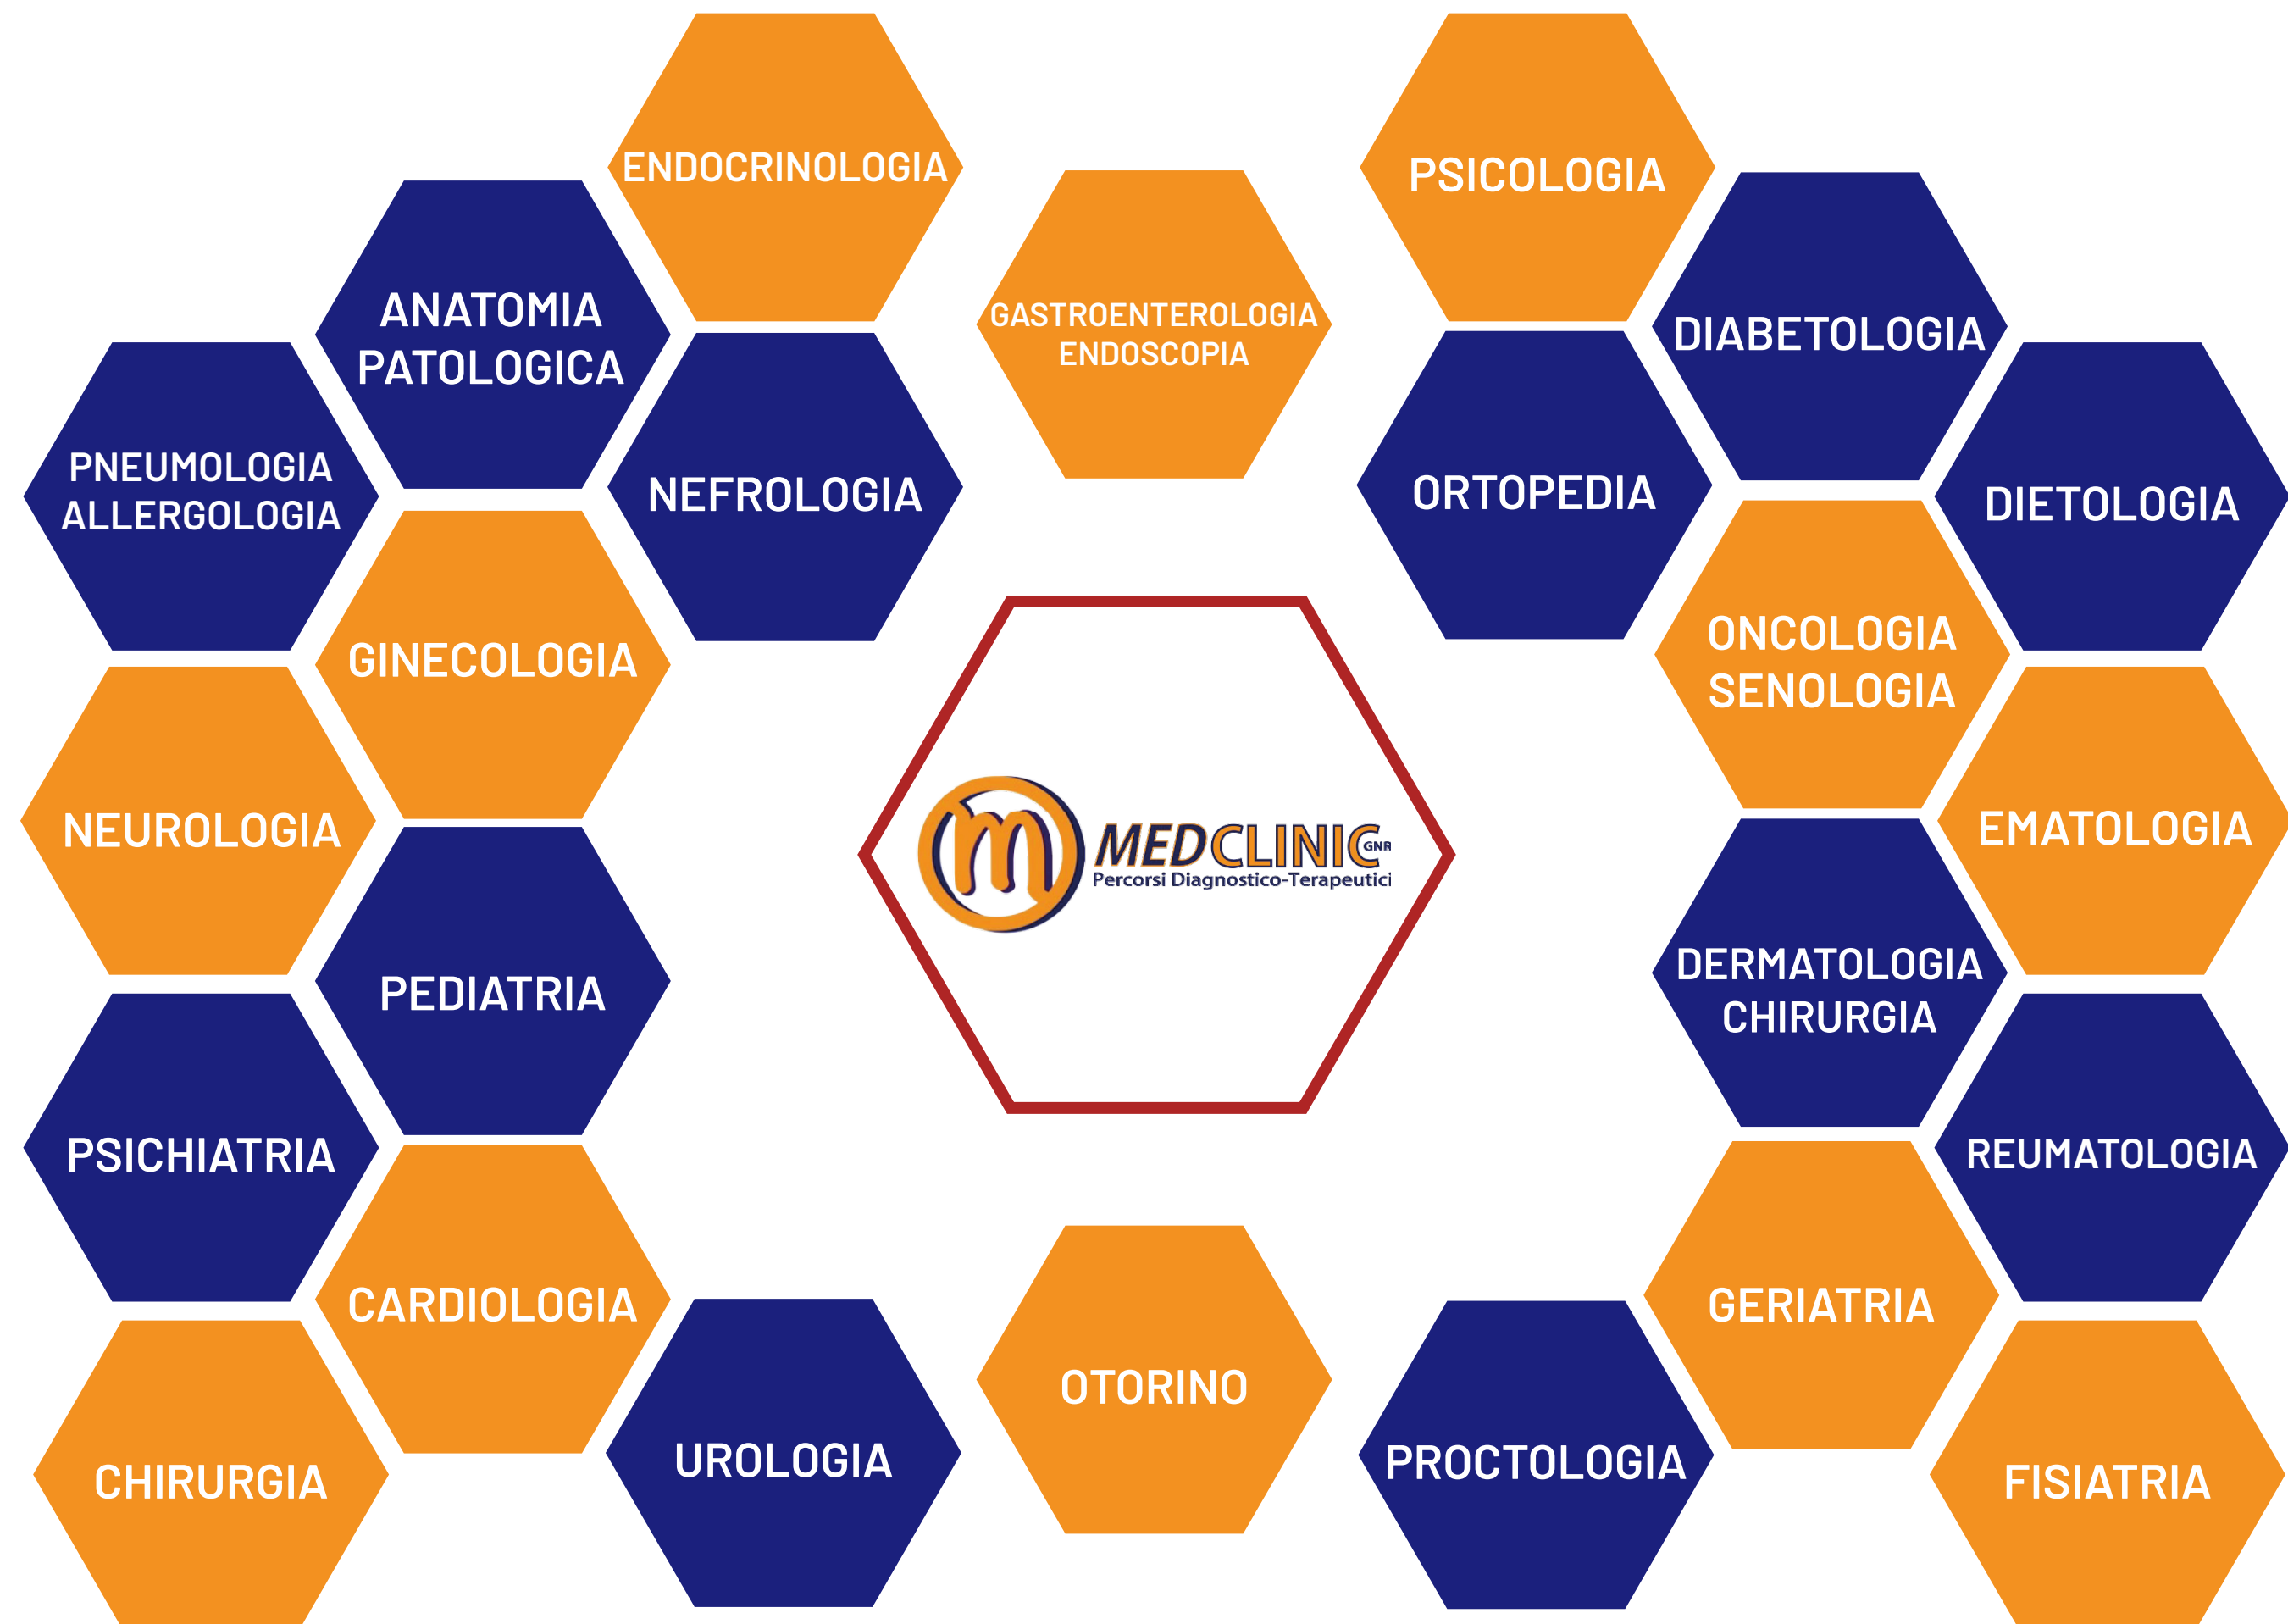 ENDOCRINOLOGIA
PSICOLOGIA
ANATOMIA
PATOLOGICA
GASTROENTEROLOGIA
ENDOSCOPIA
DIABETOLOGIA
PNEUMOLOGIA
ALLERGOLOGIA
NEFROLOGIA
ORTOPEDIA
DIETOLOGIA
GINECOLOGIA
ONCOLOGIA
SENOLOGIA
NEUROLOGIA
MEDCLINIC GNR
Percorsi Diagnostico-Terapeutici
EMATOLOGIA
PEDIATRIA
DERMATOLOGIA
CHIRURGIA
PSICHIATRIA
REUMATOLOGIA
CARDIOLOGIA
GERIATRIA
OTORINO
CHIRURGIA
UROLOGIA
PROCTOLOGIA
FISIATRIA